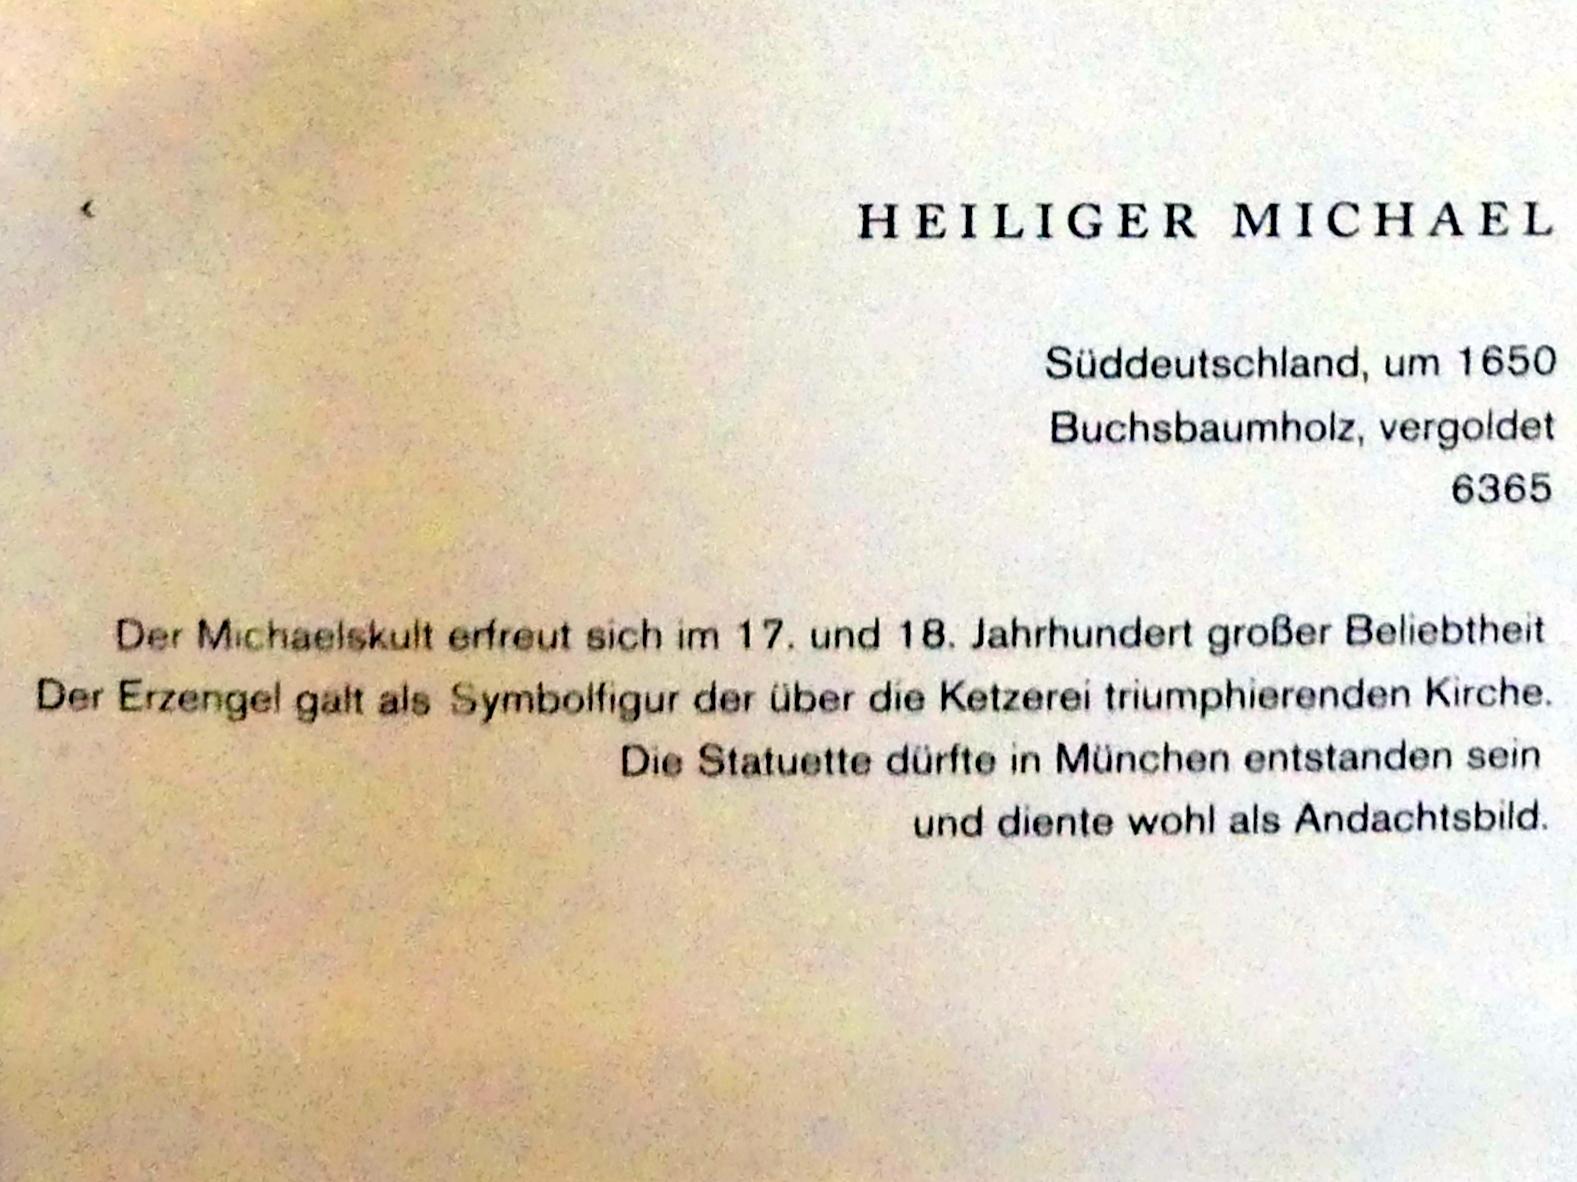 HEILIGER MICHAEL
Süddeutschland, um 1650
Buchsbaumholz, vergoldet
6365
Der Michaelskult erfreut sich im 17. und 18. Jahrhundert großer Beliebtheit
Der Erzengel galt als Symbolfigur der über die Ketzerei triumphierenden Kirche.
Die Statuette dürfte in München entstanden sein
und diente wohl als Andachtsbild.